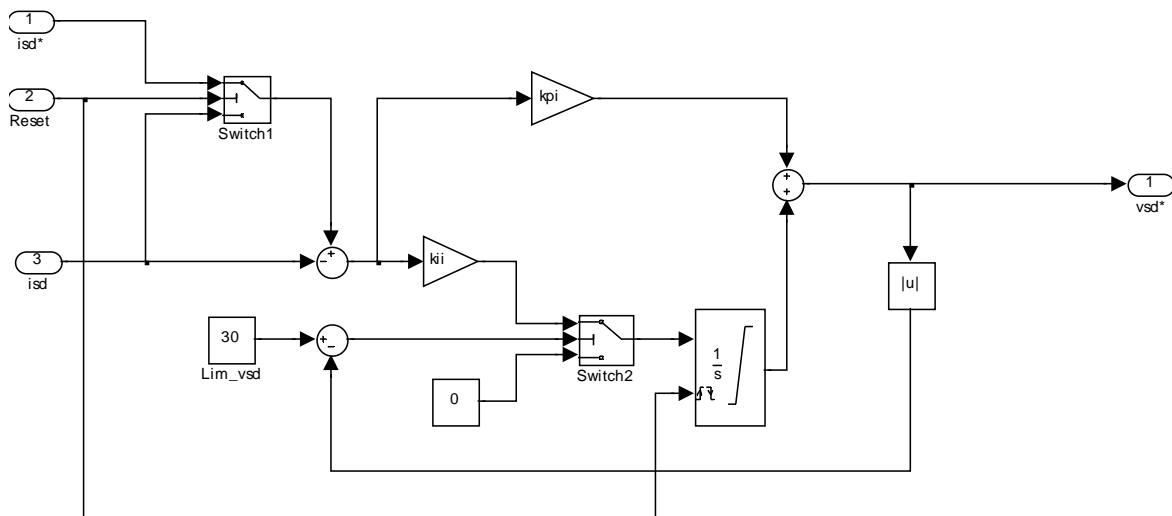 1
isd*
2
Reset
Switch1
kpi
+
+
1
vsd*
3
isd
+
−
kii
|u|
30
Lim_vsd
+
−
Switch2
0
1
s